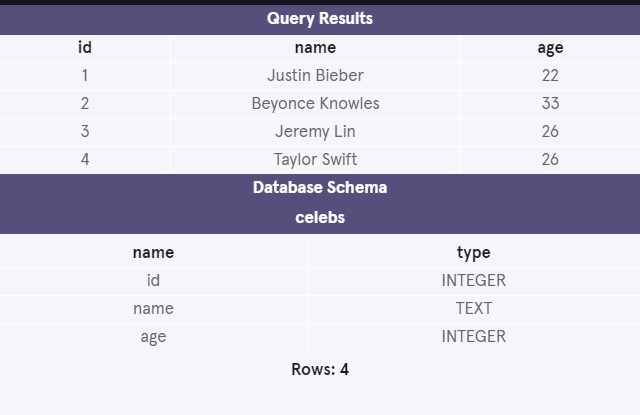 Query Results
id name age
1 Justin Bieber 22
2 Beyonce Knowles 33
3 Jeremy Lin 26
4 Taylor Swift 26
Database Schema
celebs
name type
id INTEGER
name TEXT
age INTEGER
Rows: 4